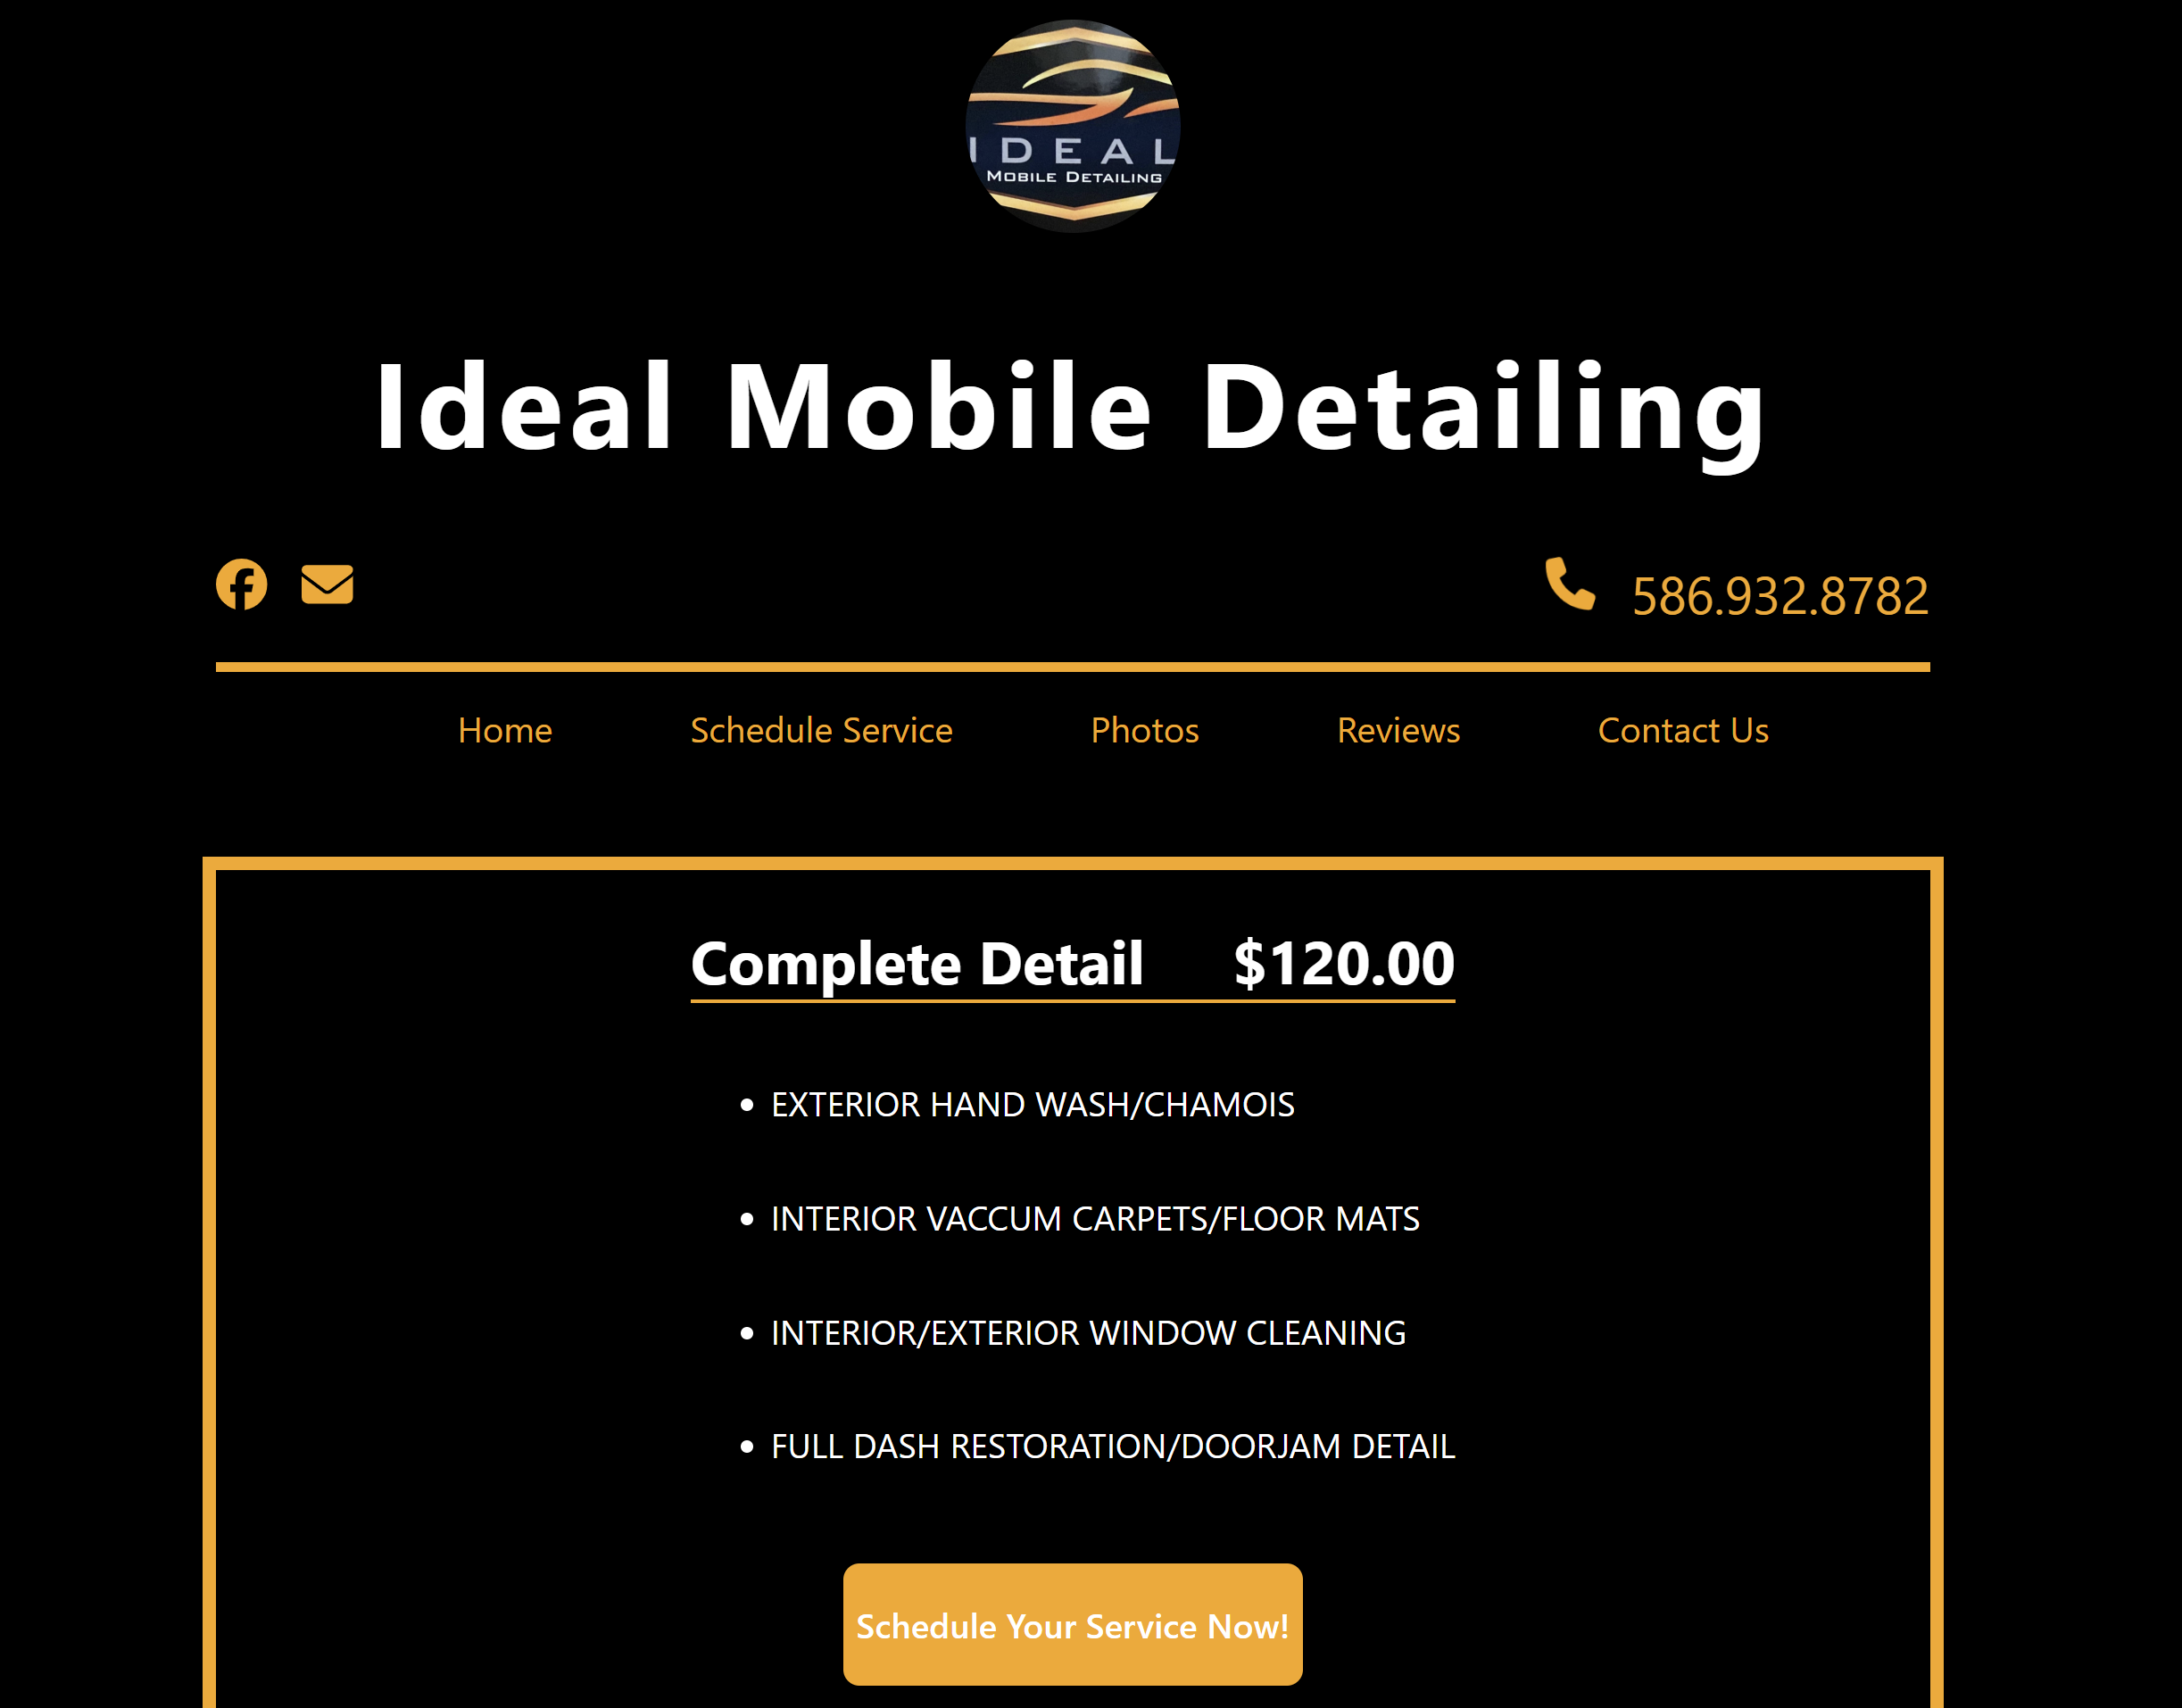 IDEAL
MOBILE DETAILING
Ideal Mobile Detailing
586.932.8782
Home Schedule Service Photos Reviews Contact Us
Complete Detail $120.00
• EXTERIOR HAND WASH/CHAMOIS
• INTERIOR VACCUM CARPETS/FLOOR MATS
• INTERIOR/EXTERIOR WINDOW CLEANING
• FULL DASH RESTORATION/DOORJAM DETAIL
Schedule Your Service Now!